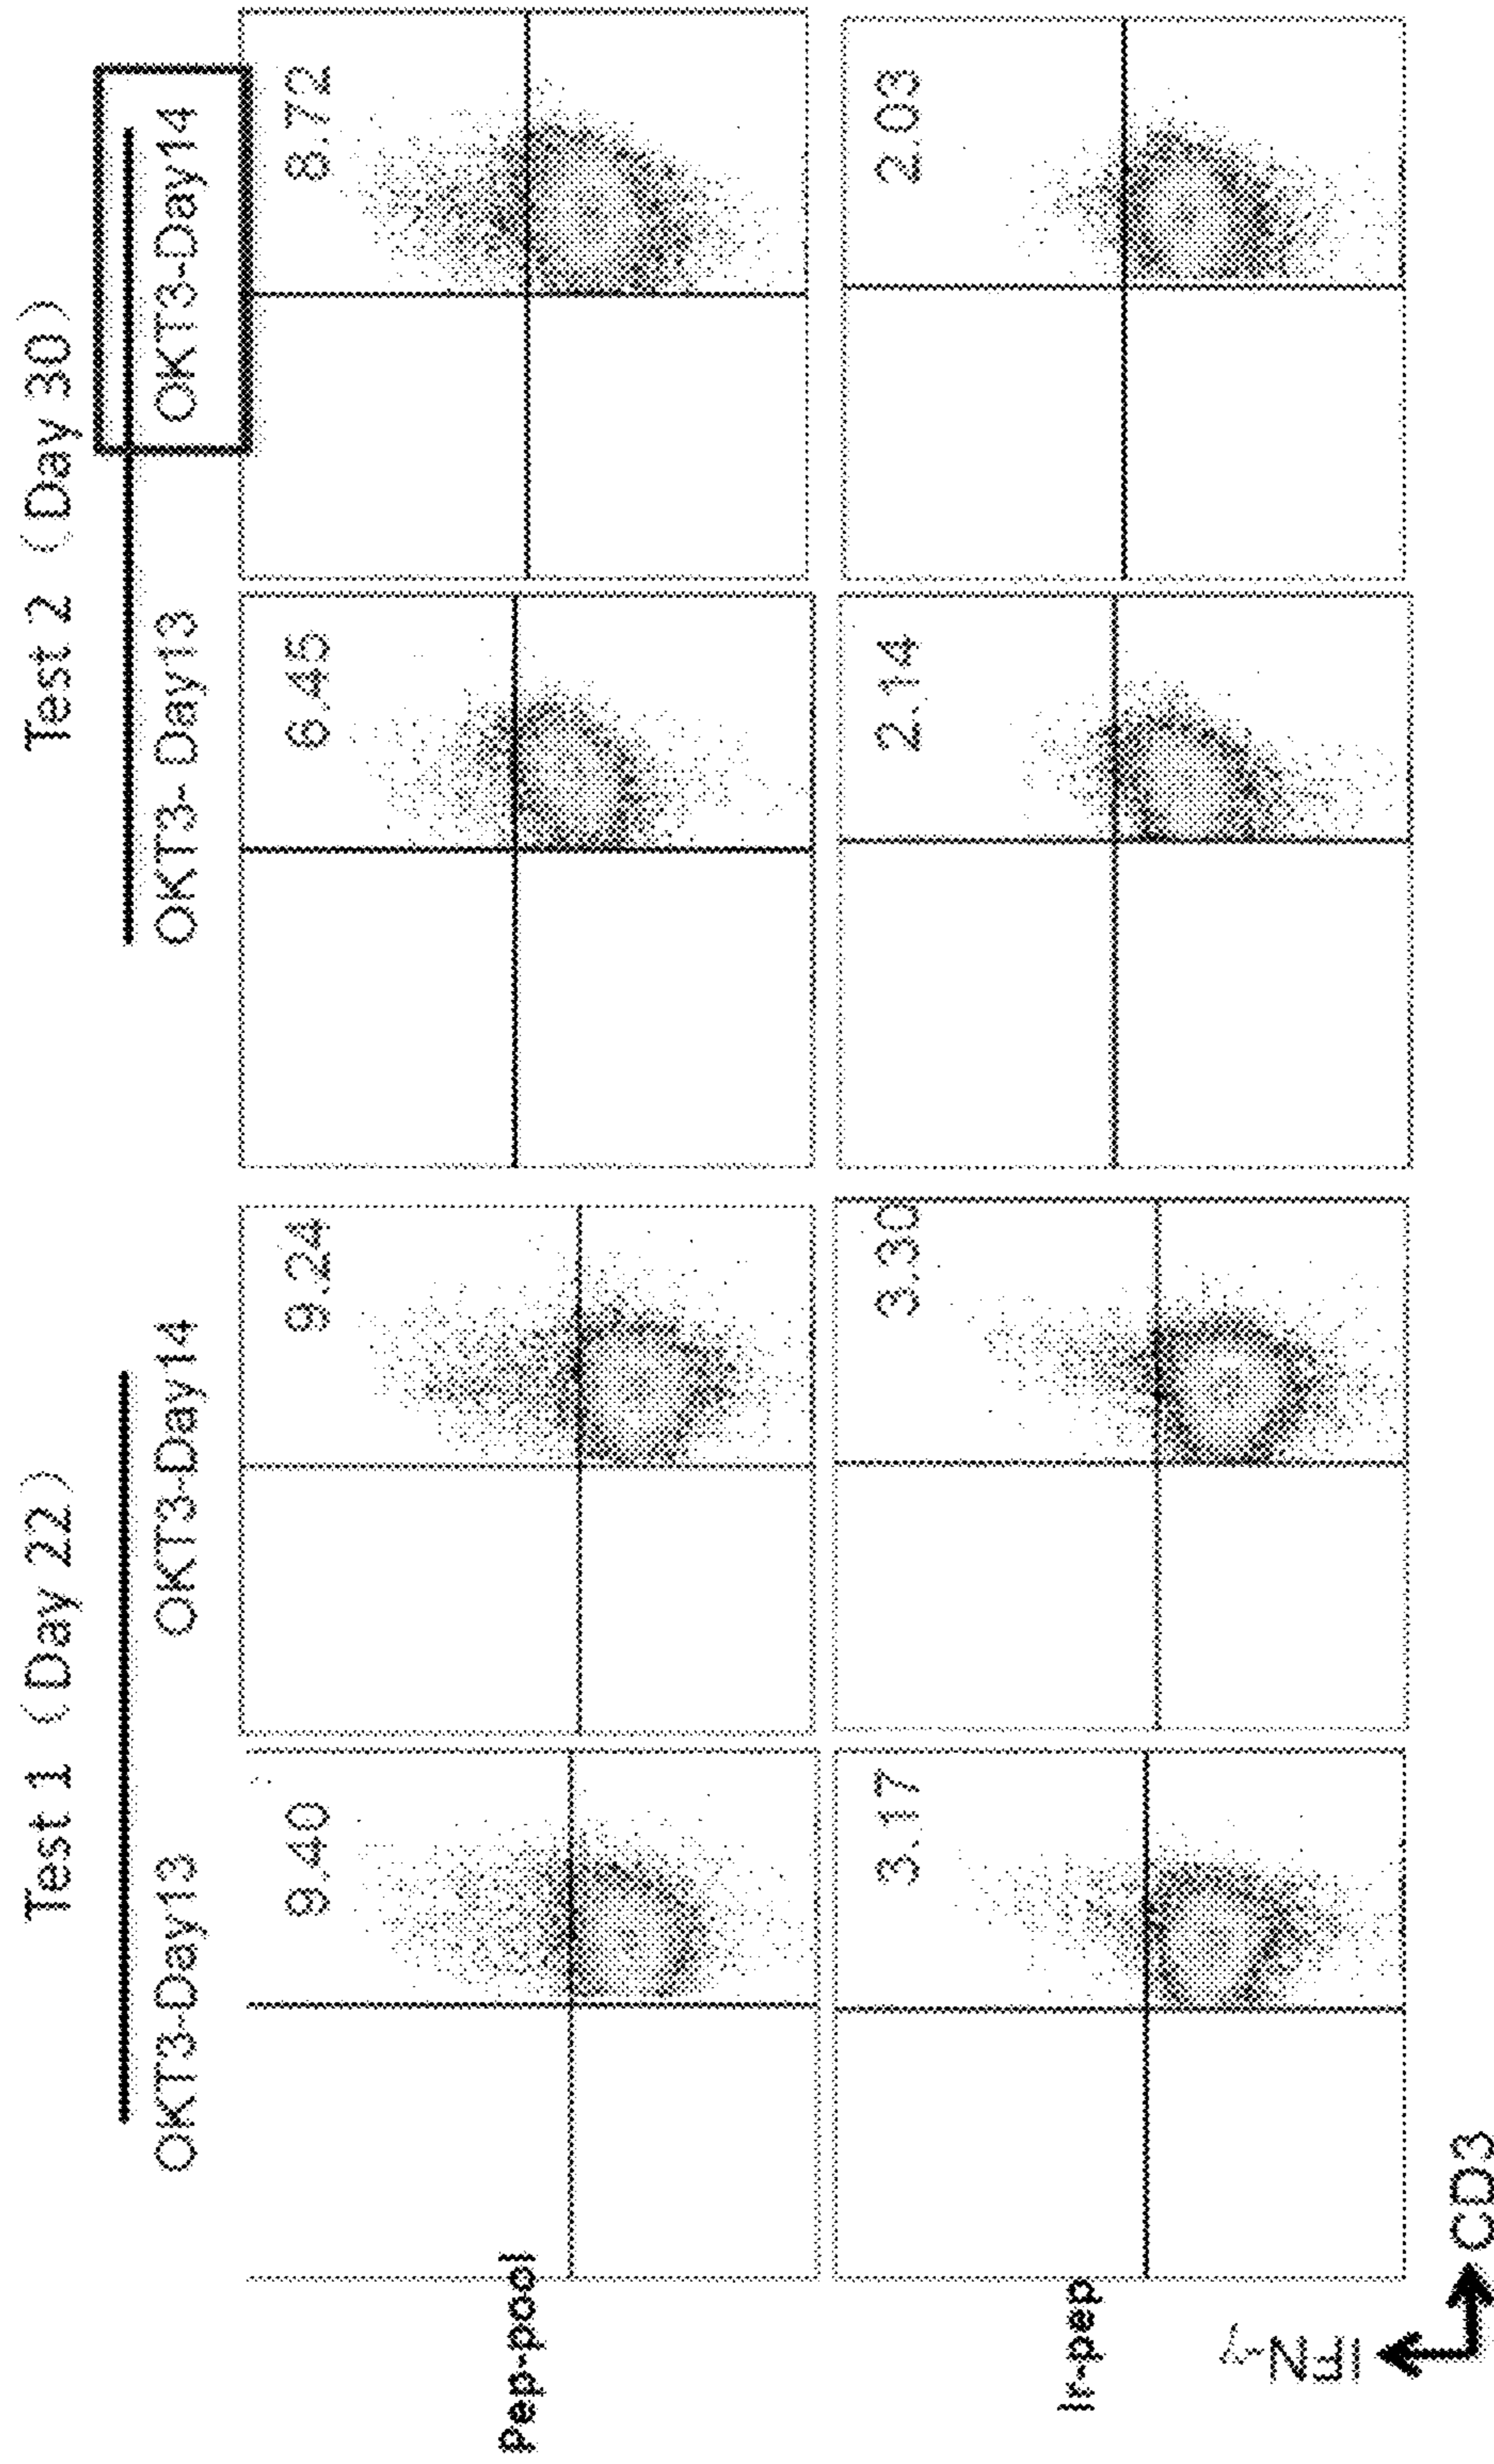 Test 1 (Day 22)
Test 2 (Day 30)
OKT3-Day13
OKT3-Day14
OKT3- Day13
OKT3-Day14
Pep-pool
9.40
9.24
6.45
8.72
Ir-pep
3.17
3.30
2.14
2.03
IFN-γ
CD3